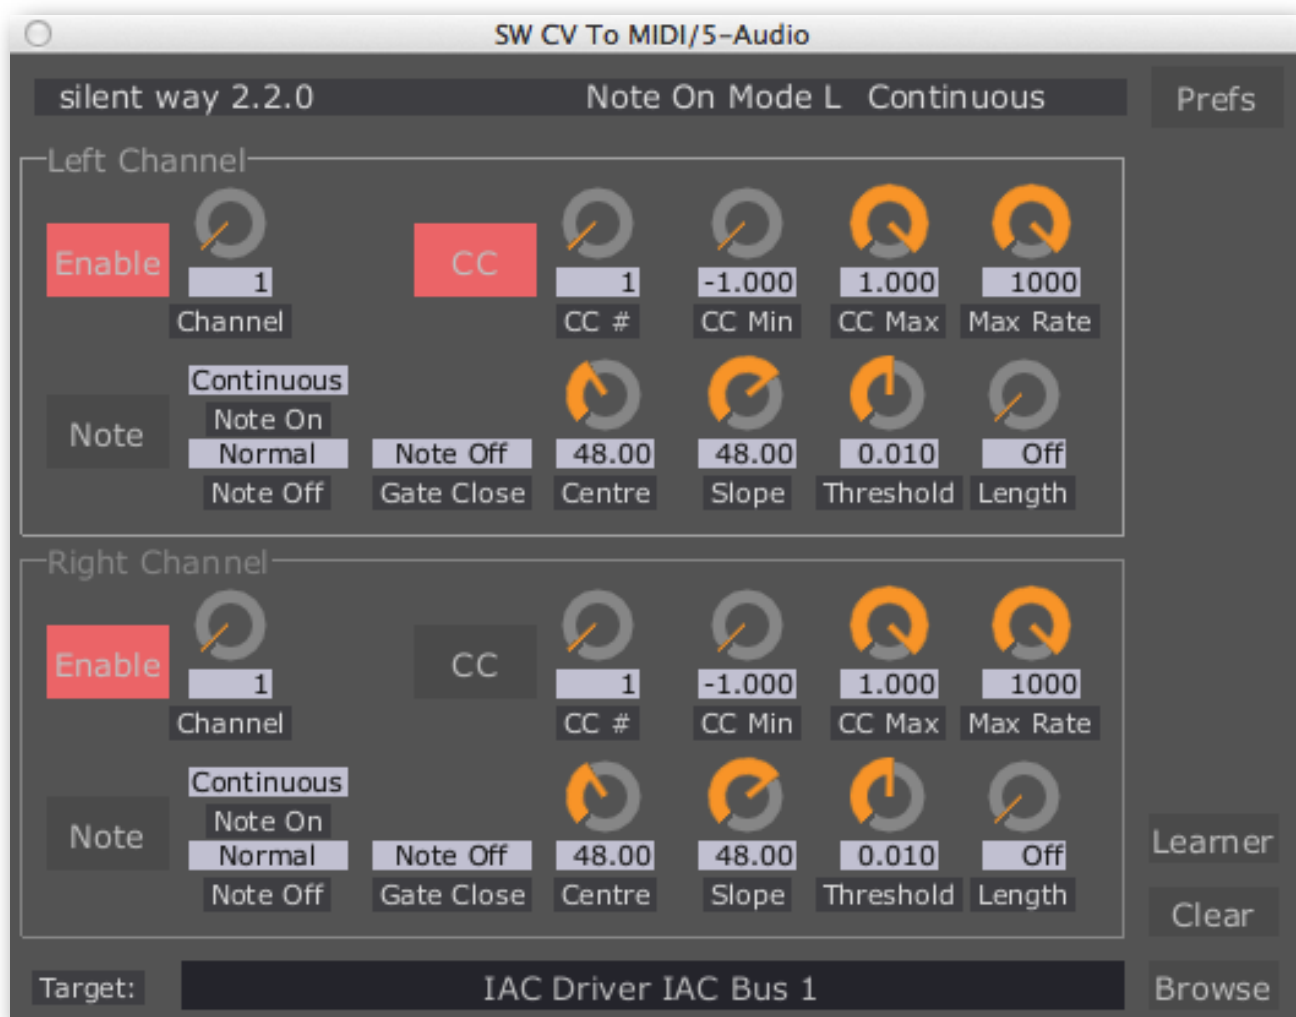 SW CV To MIDI/5-Audio
silent way 2.2.0 Note On Mode L Continuous
Prefs
Left Channel
Enable
1
Channel
CC
1
CC #
-1.000
CC Min
1.000
CC Max
1000
Max Rate
Note
Continuous
Note On
Normal
Note Off
Note Off
Gate Close
48.00
Centre
48.00
Slope
0.010
Threshold
Off
Length
Right Channel
Enable
1
Channel
CC
1
CC #
-1.000
CC Min
1.000
CC Max
1000
Max Rate
Note
Continuous
Note On
Normal
Note Off
Note Off
Gate Close
48.00
Centre
48.00
Slope
0.010
Threshold
Off
Length
Learner
Clear
Target:
IAC Driver IAC Bus 1
Browse